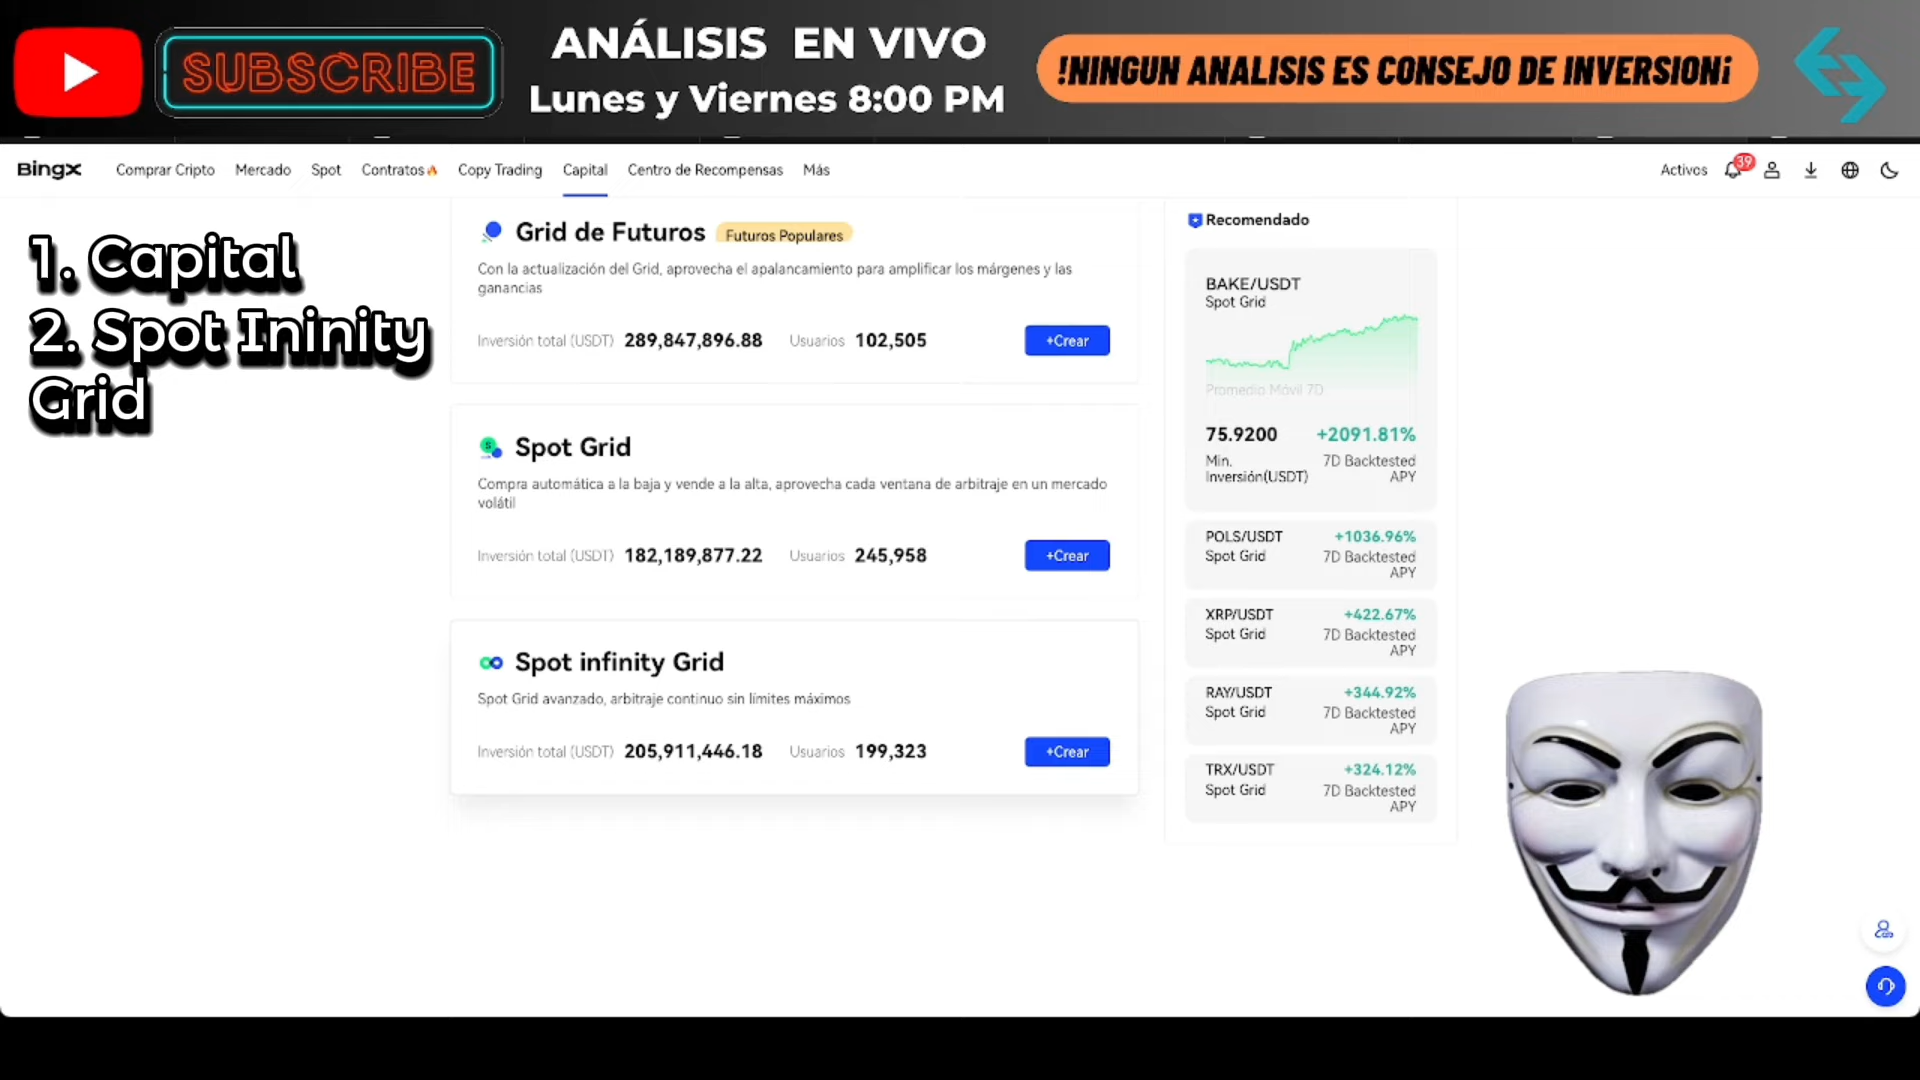 SUBSCRIBE
ANÁLISIS EN VIVO
Lunes y Viernes 8:00 PM
!NINGUN ANALISIS ES CONSEJO DE INVERSION¡
BingX
Comprar Cripto
Mercado
Spot
Contratos
Copy Trading
Capital
Centro de Recompensas
Más
Activos
39
1. Capital
2. Spot Ininity
Grid
Grid de Futuros
Futuros Populares
Con la actualización del Grid, aprovecha el apalancamiento para amplificar los márgenes y las
ganancias
Inversión total (USDT) 289,847,896.88 Usuarios 102,505
+Crear
Spot Grid
Compra automática a la baja y vende a la alta, aprovecha cada ventana de arbitraje en un mercado
volátil
Inversión total (USDT) 182,189,877.22 Usuarios 245,958
+Crear
Spot infinity Grid
Spot Grid avanzado, arbitraje continuo sin limites máximos
Inversión total (USDT) 205,911,446.18 Usuarios 199,323
+Crear
Recomendado
BAKE/USDT
Spot Grid
Promedio Móvil 7D
75.9200 +2091.81%
Min. 7D Backtested
Inversión(USDT) APY
POLS/USDT +1036.96%
Spot Grid 7D Backtested
APY
XRP/USDT +422.67%
Spot Grid 7D Backtested
APY
RAY/USDT +344.92%
Spot Grid 7D Backtested
APY
TRX/USDT +324.12%
Spot Grid 7D Backtested
APY